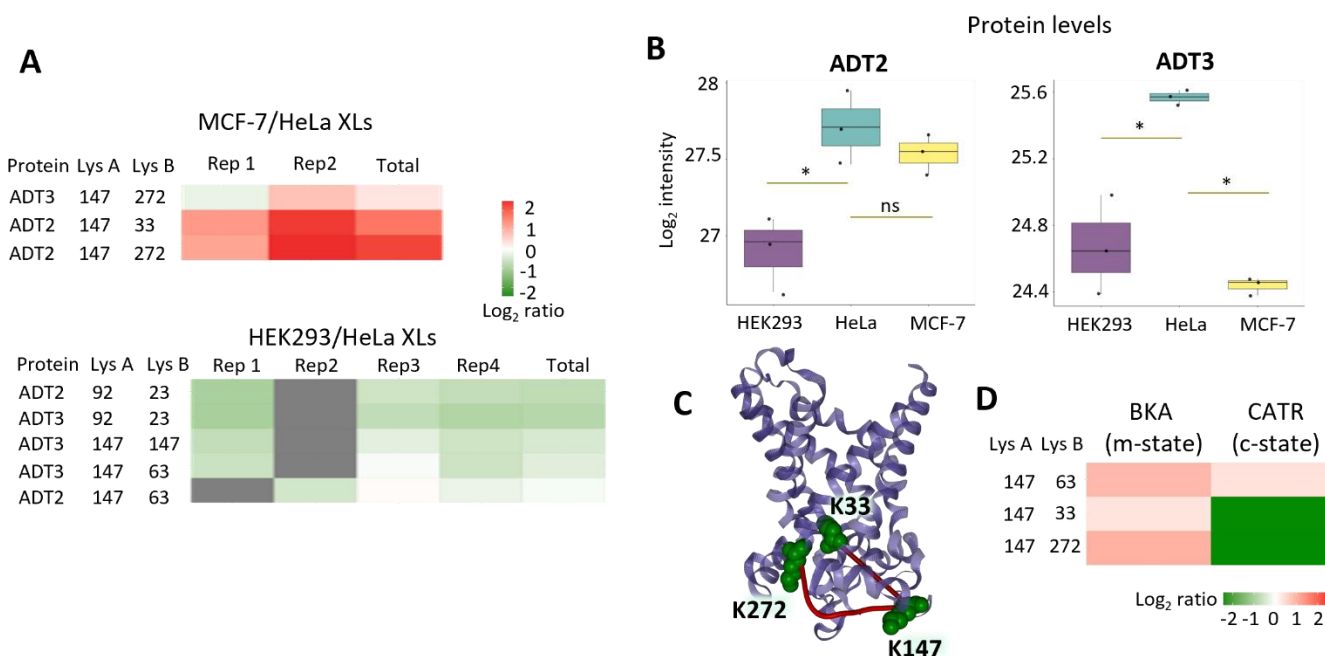 A
MCF-7/HeLa XLs
Protein Lys A Lys B Rep 1 Rep2 Total
ADT3 147 272
ADT2 147 33
ADT2 147 272
2
1
0
-1
-2
Log2 ratio
HEK293/HeLa XLs
Protein Lys A Lys B Rep 1 Rep2 Rep3 Rep4 Total
ADT2 92 23
ADT3 92 23
ADT3 147 147
ADT3 147 63
ADT2 147 63
B
Protein levels
ADT2
Log2 intensity
28
27.5
27
*
ns
HEK293 HeLa MCF-7
ADT3
25.6
25.2
24.8
24.4
*
*
HEK293 HeLa MCF-7
C
K33
K272
K147
D
BKA CATR
Lys A Lys B (m-state) (c-state)
147 63
147 33
147 272
Log2 ratio
-2 -1 0 1 2